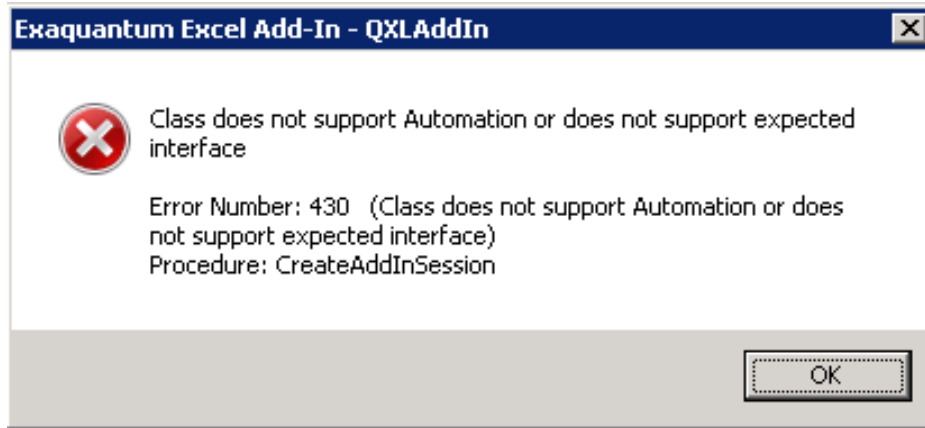 Exaquantum Excel Add-In - QXLAddIn
Class does not support Automation or does not support expected
interface
Error Number: 430   (Class does not support Automation or does
not support expected interface)
Procedure: CreateAddInSession
OK